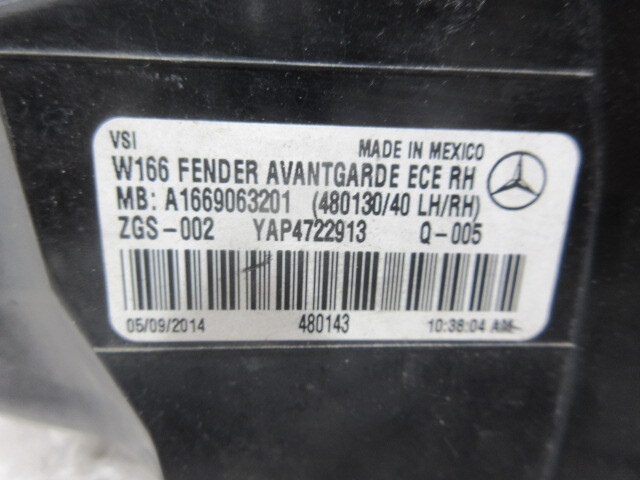 VSI MADE IN MEXICO
W166 FENDER AVANTGARDE ECE RH
MB: A1669063201 (480130/40 LH/RH)
ZGS-002 YAP4722913 Q-005
05/09/2014 480143 10:38:04 AM